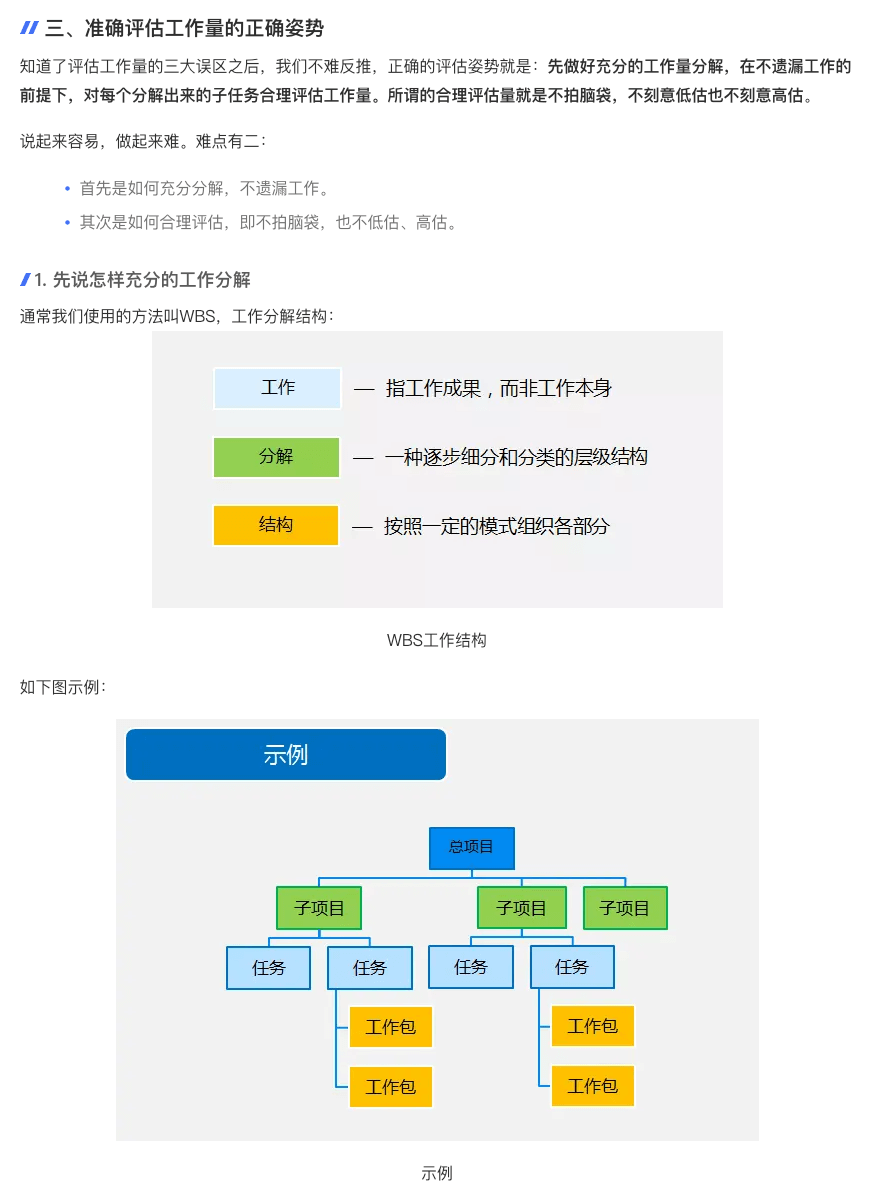 三、准确评估工作量的正确姿势
知道了评估工作量的三大误区之后，我们不难反推，正确的评估姿势就是：先做好充分的工作量分解，在不遗漏工作的
前提下，对每个分解出来的子任务合理评估工作量。所谓的合理评估量就是不拍脑袋，不刻意低估也不刻意高估。
说起来容易，做起来难。难点有二：
• 首先是如何充分分解，不遗漏工作。
• 其次是如何合理评估，即不拍脑袋，也不低估、高估。
1. 先说怎样充分的工作分解
通常我们使用的方法叫WBS，工作分解结构：
工作 — 指工作成果，而非工作本身
分解 — 一种逐步细分和分类的层级结构
结构 — 按照一定的模式组织各部分
WBS工作结构
如下图示例：
示例
总项目
子项目 子项目 子项目
任务 任务 任务 任务
工作包 工作包
工作包 工作包
示例